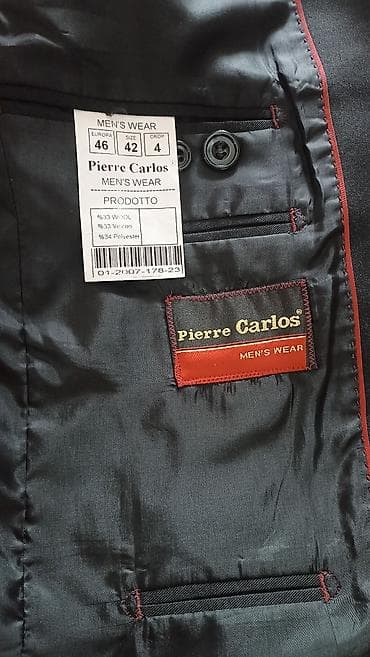 MEN'S WEAR
EUROPA SIZE DROP
46 42 4
Pierre Carlos
MEN'S WEAR
PRODOTTO
%33 WOOL
%33 Viscon
%34 Polyester
01-2007-178-23
Pierre Carlos®
MEN'S WEAR